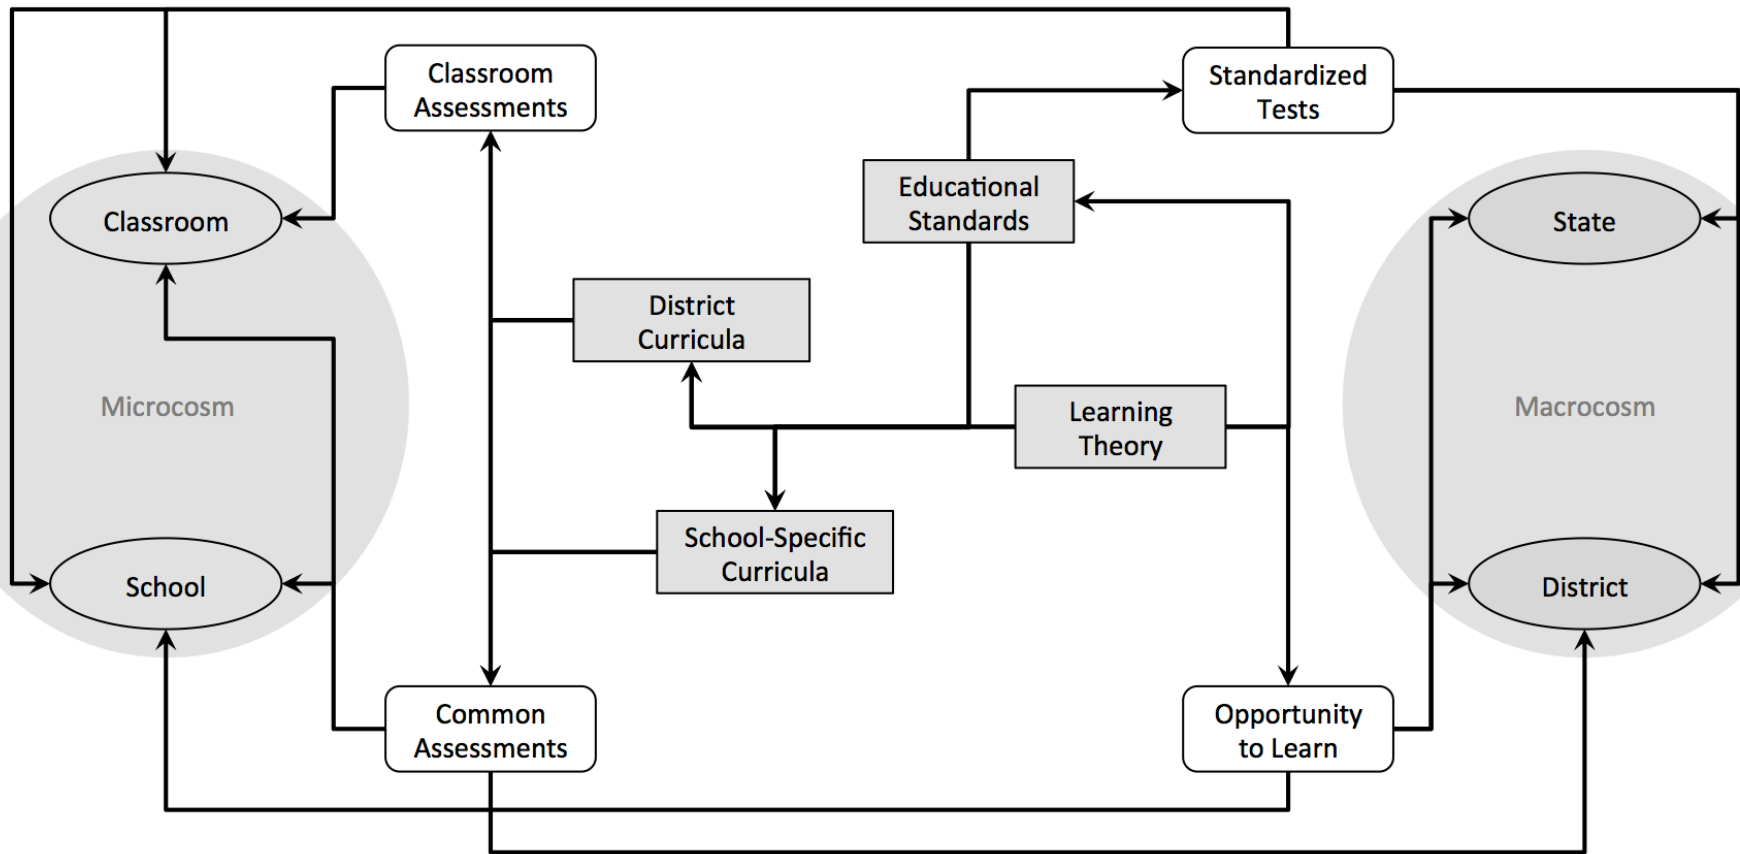 Classroom
Assessments
Standardized
Tests
Educational
Standards
Classroom
State
District
Curricula
Microcosm
Learning
Theory
Macrocosm
School-Specific
Curricula
School
District
Common
Assessments
Opportunity
to Learn